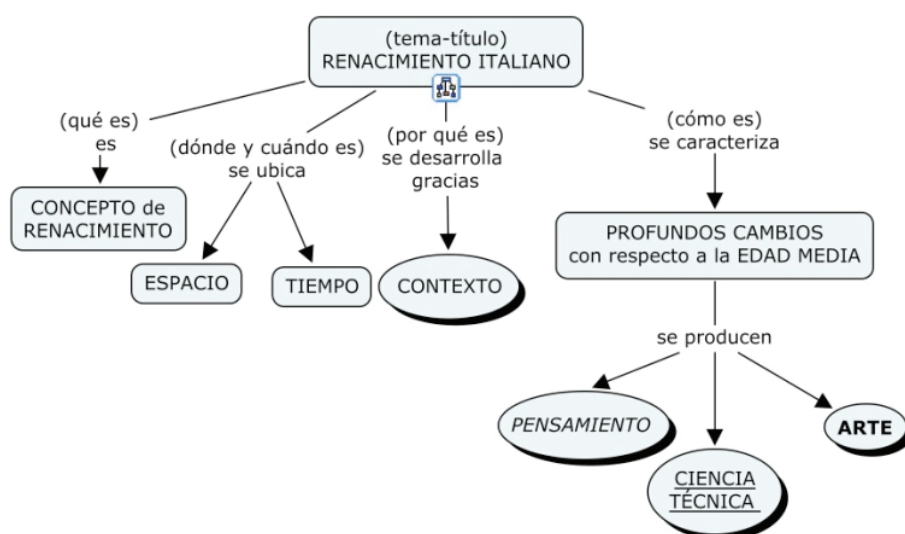 (tema-título)
RENACIMIENTO ITALIANO
(qué es)
es
(dónde y cuándo es)
se ubica
(por qué es)
se desarrolla
gracias
(cómo es)
se caracteriza
CONCEPTO de
RENACIMIENTO
ESPACIO
TIEMPO
CONTEXTO
PROFUNDOS CAMBIOS
con respecto a la EDAD MEDIA
se producen
PENSAMIENTO
CIENCIA
TÉCNICA
ARTE